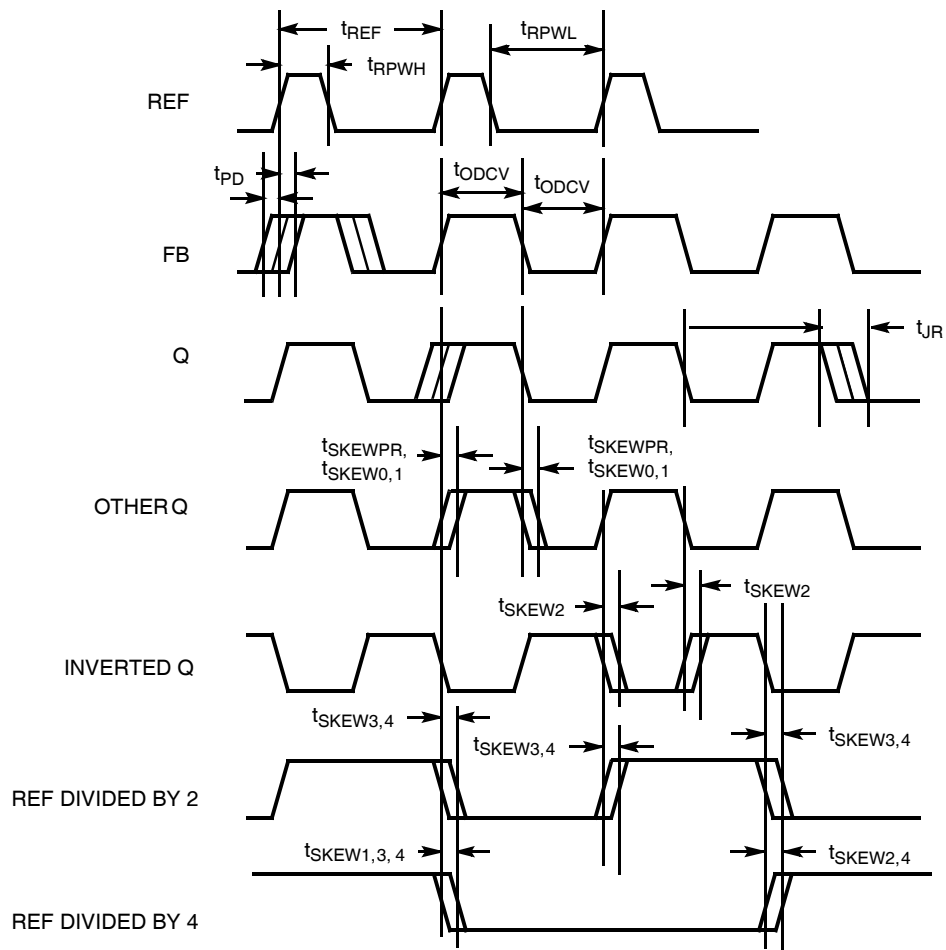 tREF
tRPWL
tRPWH
REF
tPD
tODCV
tODCV
FB
Q
tJR
tSKEWPR,
tSKEW0,1
tSKEWPR,
tSKEW0,1
OTHER Q
tSKEW2
tSKEW2
INVERTED Q
tSKEW3,4
tSKEW3,4
tSKEW3,4
REF DIVIDED BY 2
tSKEW1,3,4
tSKEW2,4
REF DIVIDED BY 4